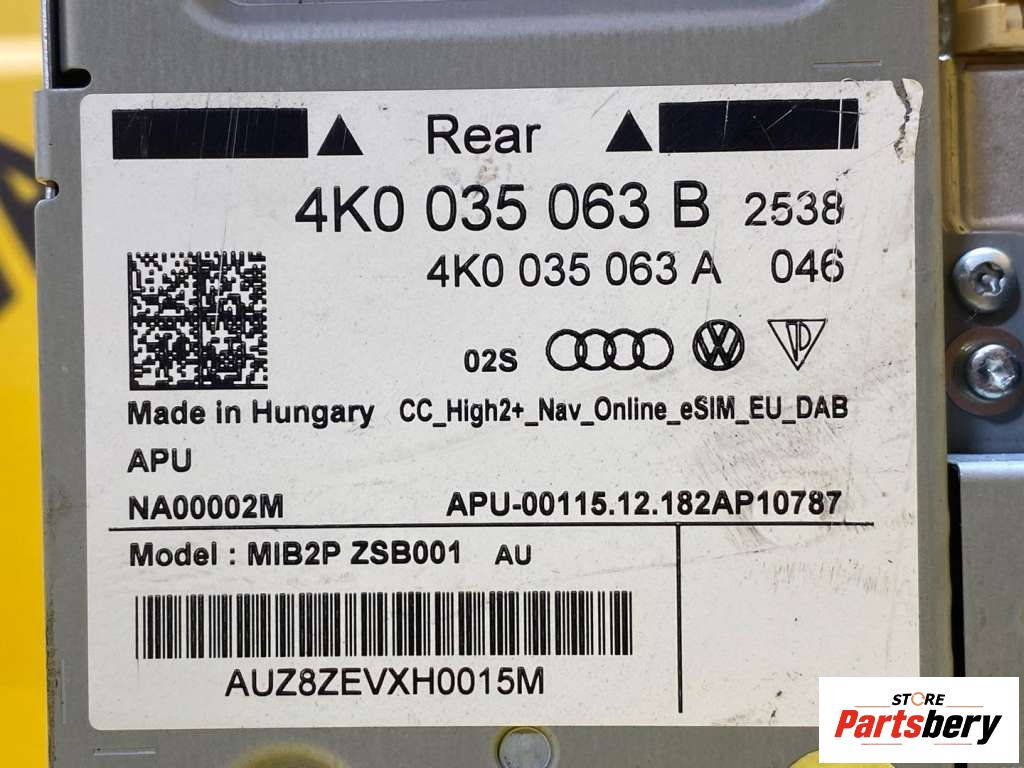 Rear
4K0 035 063 B 2538
4K0 035 063 A 046
02S
Made in Hungary CC_High2+_Nav_Online_eSIM_EU_DAB
APU
NA00002M APU-00115.12.182AP10787
Model : MIB2P ZSB001 AU
AUZ8ZEVXH0015M
STORE
Partsbery